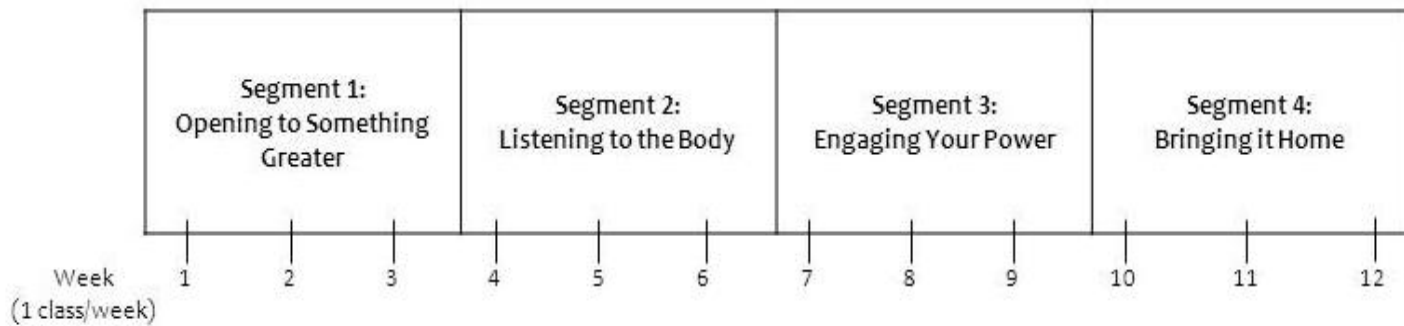 Segment 1:
Opening to Something
Greater
Segment 2:
Listening to the Body
Segment 3:
Engaging Your Power
Segment 4:
Bringing it Home
Week
(1 class/week)
1 2 3 4 5 6 7 8 9 10 11 12